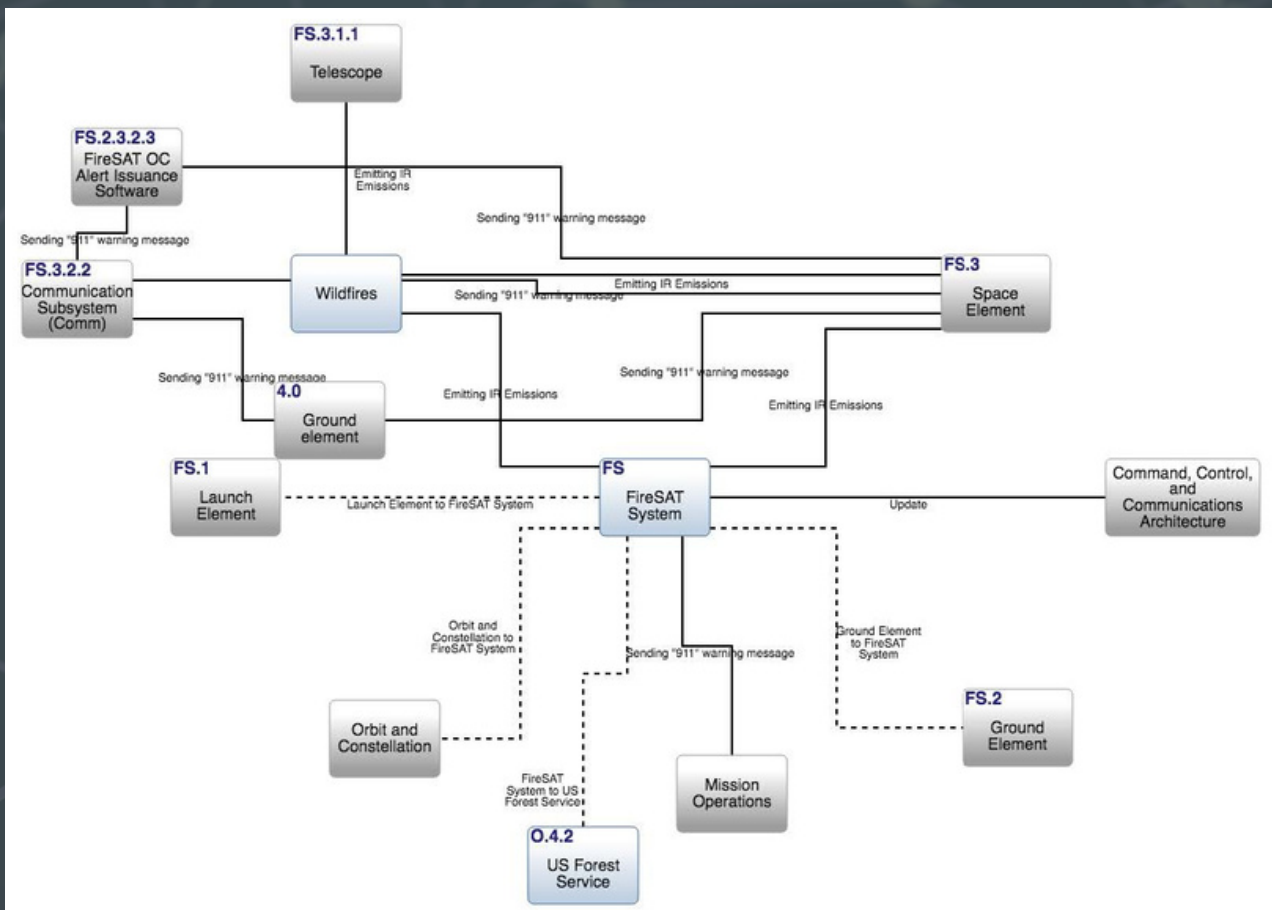 FS.3.1.1
Telescope
FS.2.3.2.3
FireSAT OC
Alert Issuance
Software
Emitting IR
Emissions
Sending "911" warning message
Sending "911" warning message
FS.3.2.2
Communication
Subsystem
(Comm)
Wildfires
Emitting IR Emissions
Sending "911" warning message
FS.3
Space
Element
Sending "911" warning message
Sending "911" warning message
4.0
Ground
element
Emitting IR Emissions
Emitting IR Emissions
FS.1
Launch
Element
Launch Element to FireSAT System
FS
FireSAT
System
Update
Command, Control,
and
Communications
Architecture
Orbit and
Constellation to
FireSAT System
Sending "911" warning message
Ground Element
to FireSAT
System
Orbit and
Constellation
FS.2
Ground
Element
FireSAT
System to US
Forest Service
Mission
Operations
O.4.2
US Forest
Service